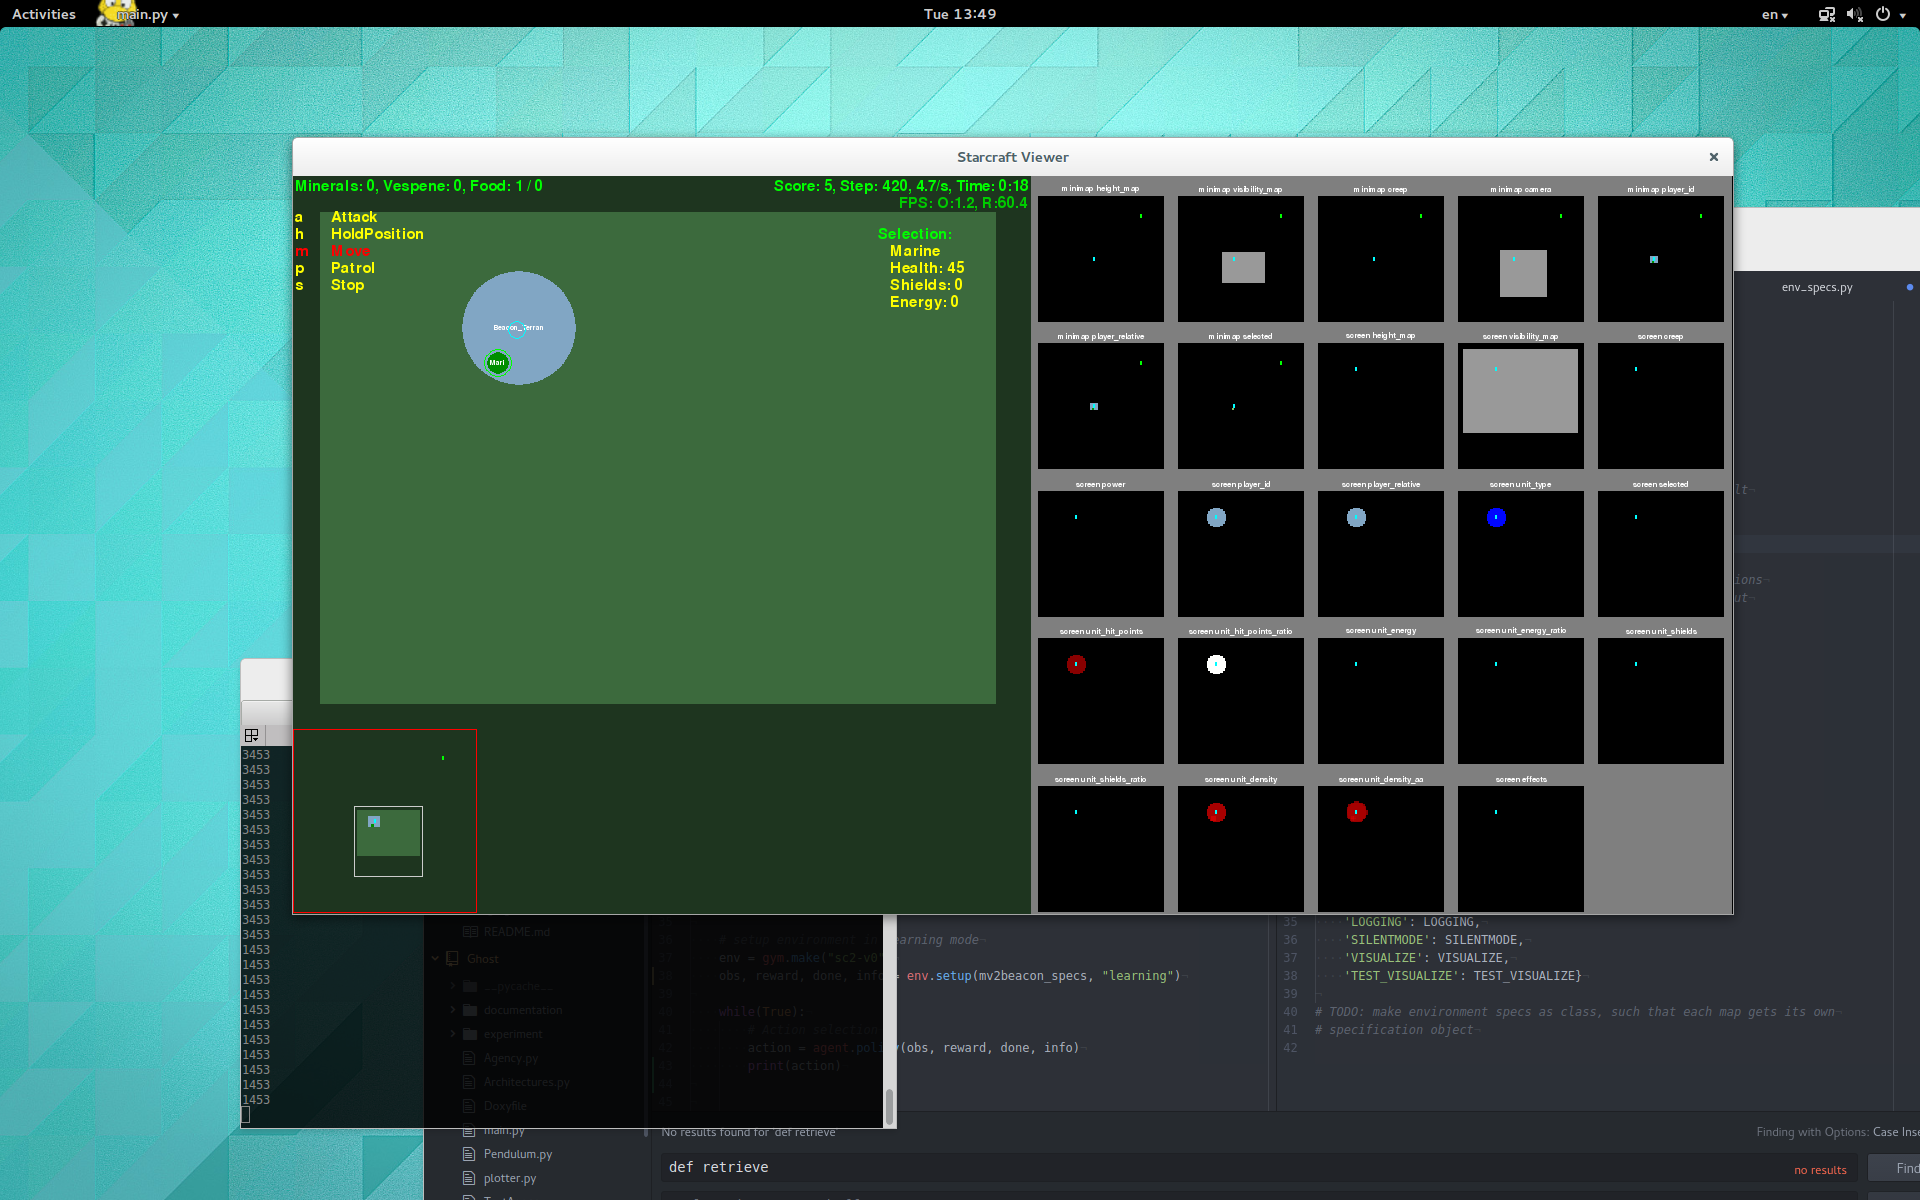 Activities
main.py
Tue 13:49
en
Starcraft Viewer
Minerals: 0, Vespene: 0, Food: 1 / 0
Score: 5, Step: 420, 4.7/s, Time: 0:18
FPS: O:1.2, R:60.4
a Attack
h HoldPosition
m Move
p Patrol
s Stop
Selection:
Marine
Health: 45
Shields: 0
Energy: 0
Beacon_Terran
Mari
minimap height_map
minimap visibility_map
minimap creep
minimap camera
minimap player_id
minimap player_relative
minimap selected
screen height_map
screen visibility_map
screen creep
screen power
screen player_id
screen player_relative
screen unit_type
screen selected
screen unit_hit_points
screen unit_hit_points_ratio
screen unit_energy
screen unit_energy_ratio
screen unit_shields
screen unit_shields_ratio
screen unit_density
screen unit_density_aa
screen effects
env_specs.py
lt
ions
ut
3453
3453
3453
3453
3453
3453
3453
3453
3453
3453
3453
3453
3453
1453
1453
1453
1453
1453
1453
1453
1453
1453
1453
1453
README.md
Ghost
__pycache__
documentation
experiment
Agency.py
Architectures.py
Doxyfile
main.py
Pendulum.py
plotter.py
# setup environment in learning mode
env = gym.make("sc2-v0"
obs, reward, done, info = env.setup(mv2beacon_specs, "learning")
while(True):
# Action selection
action = agent.policy(obs, reward, done, info)
print(action)
35 'LOGGING': LOGGING,
36 'SILENTMODE': SILENTMODE,
37 'VISUALIZE': VISUALIZE,
38 'TEST_VISUALIZE': TEST_VISUALIZE}
39
40 # TODO: make environment specs as class, such that each map gets its own
41 # specification object
42
No results found for 'def retrieve'
Finding with Options: Case Inse
def retrieve
no results
Find